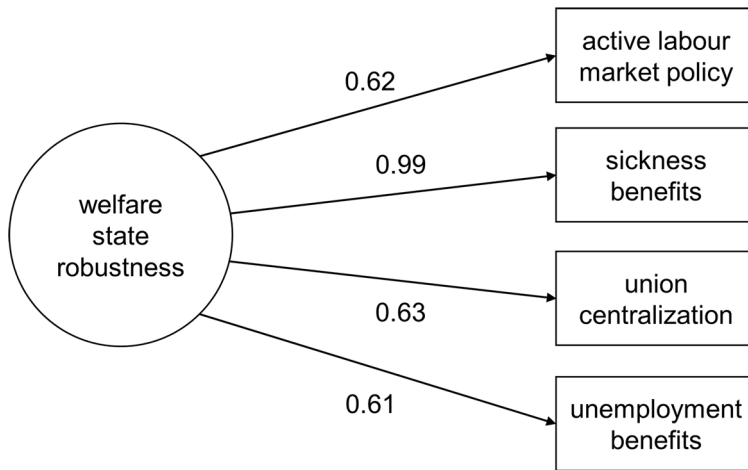 welfare
state
robustness
0.62
active labour
market policy
0.99
sickness
benefits
0.63
union
centralization
0.61
unemployment
benefits